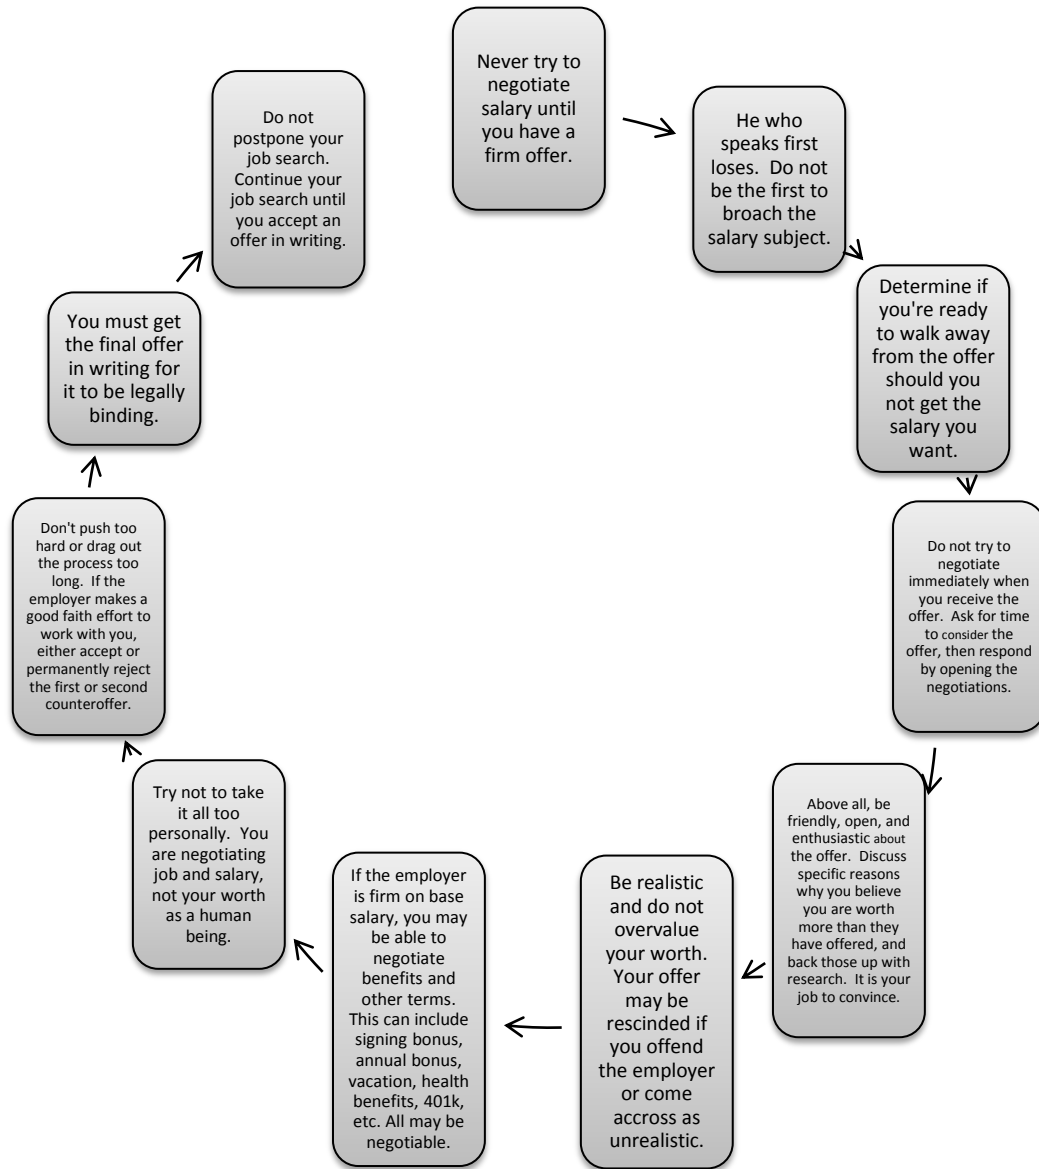 Never try to
negotiate
salary until
you have a
firm offer.
He who
speaks first
loses.  Do not
be the first to
broach the
salary subject.
Determine if
you're ready
to walk away
from the offer
should you
not get the
salary you
want.
Do not try to
negotiate
immediately when
you receive the
offer.  Ask for time
to consider the
offer, then respond
by opening the
negotiations.
Above all, be
friendly, open, and
enthusiastic about
the offer.  Discuss
specific reasons
why you believe
you are worth
more than they
have offered, and
back those up with
research.  It is your
job to convince.
Be realistic
and do not
overvalue
your worth.
Your offer
may be
rescinded if
you offend
the employer
or come
accross as
unrealistic.
If the employer
is firm on base
salary, you may
be able to
negotiate
benefits and
other terms.
This can include
signing bonus,
annual bonus,
vacation, health
benefits, 401k,
etc. All may be
negotiable.
Try not to take
it all too
personally.  You
are negotiating
job and salary,
not your worth
as a human
being.
Don't push too
hard or drag out
the process too
long.  If the
employer makes a
good faith effort to
work with you,
either accept or
permanently reject
the first or second
counteroffer.
You must get
the final offer
in writing for
it to be legally
binding.
Do not
postpone your
job search.
Continue your
job search until
you accept an
offer in writing.